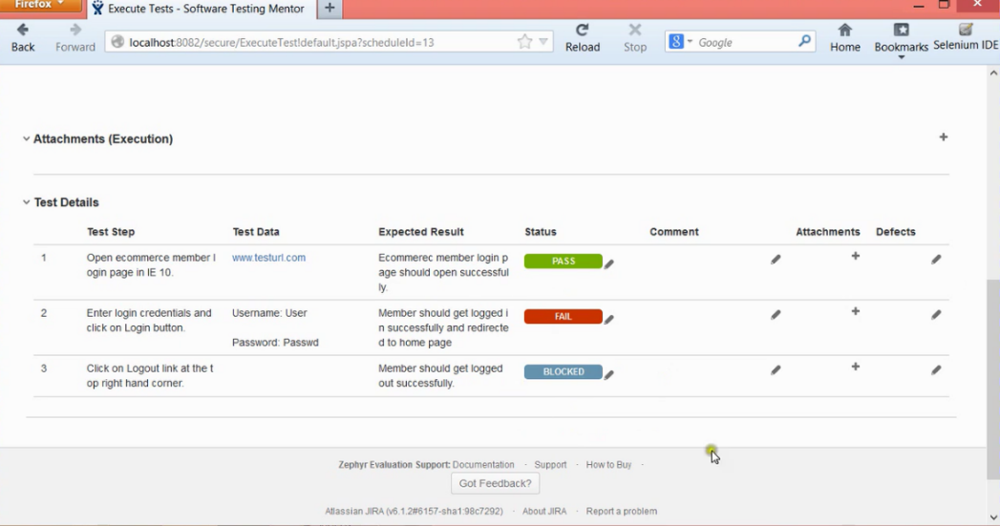 Firefox
Execute Tests - Software Testing Mentor
Back
Forward
localhost:8082/secure/ExecuteTest!default.jspa?scheduleId=13
Reload
Stop
Google
Home
Bookmarks
Selenium IDE
Attachments (Execution)
Test Details
Test Step Test Data Expected Result Status Comment Attachments Defects
1 Open ecommerce member l www.testurl.com Ecommerec member login p PASS
ogin page in IE 10. age should open successful
ly.
2 Enter login credentials and Username: User Member should get logged i FAIL
click on Login button. n successfully and redirecte
Password: Passwd d to home page
3 Click on Logout link at the t Member should get logged BLOCKED
op right hand corner. out successfully.
Zephyr Evaluation Support: Documentation · Support · How to Buy ·
Got Feedback?
Atlassian JIRA (v6.1.2#6157-sha1:98c7292) · About JIRA · Report a problem